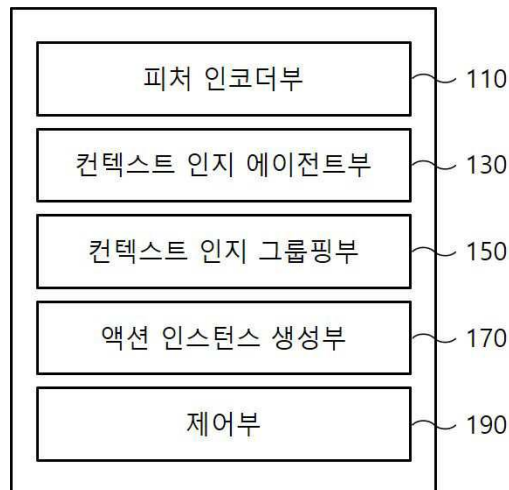 피처 인코더부 110
컨텍스트 인지 에이전트부 130
컨텍스트 인지 그룹핑부 150
액션 인스턴스 생성부 170
제어부 190